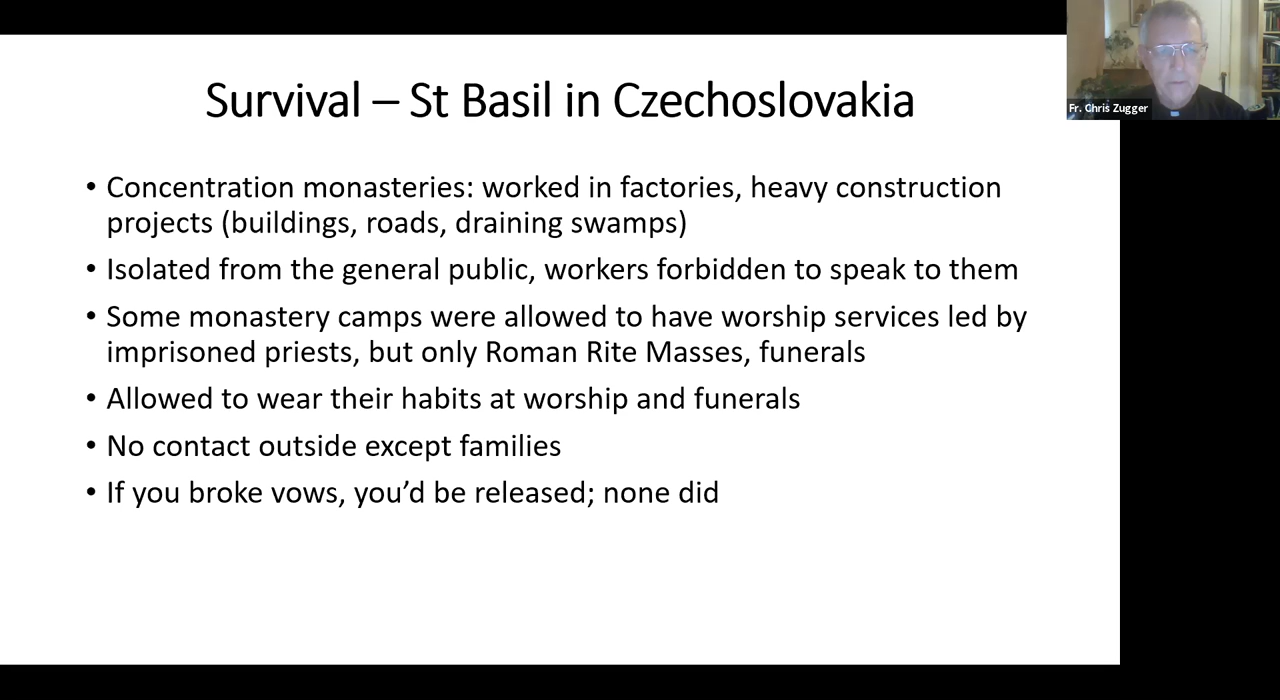 Survival – St Basil in Czechoslovakia
Fr. Chris Zugger
• Concentration monasteries: worked in factories, heavy construction
projects (buildings, roads, draining swamps)
• Isolated from the general public, workers forbidden to speak to them
• Some monastery camps were allowed to have worship services led by
imprisoned priests, but only Roman Rite Masses, funerals
• Allowed to wear their habits at worship and funerals
• No contact outside except families
• If you broke vows, you’d be released; none did